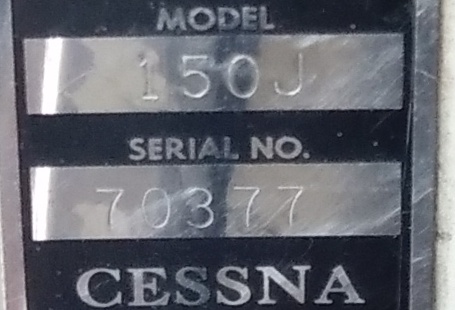 MODEL
150J
SERIAL NO.
70377
CESSNA